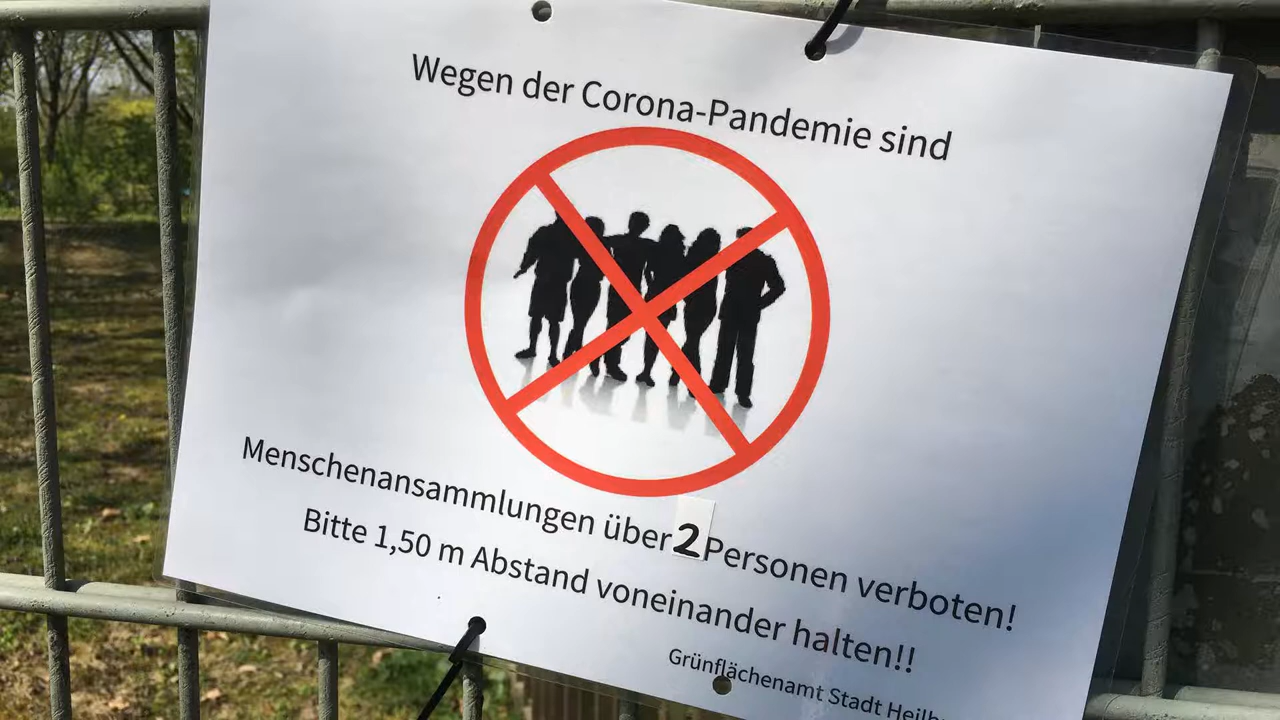 Wegen der Corona-Pandemie sind
Menschenansammlungen über 2 Personen verboten!
Bitte 1,50 m Abstand voneinander halten!!
Grünflächenamt Stadt